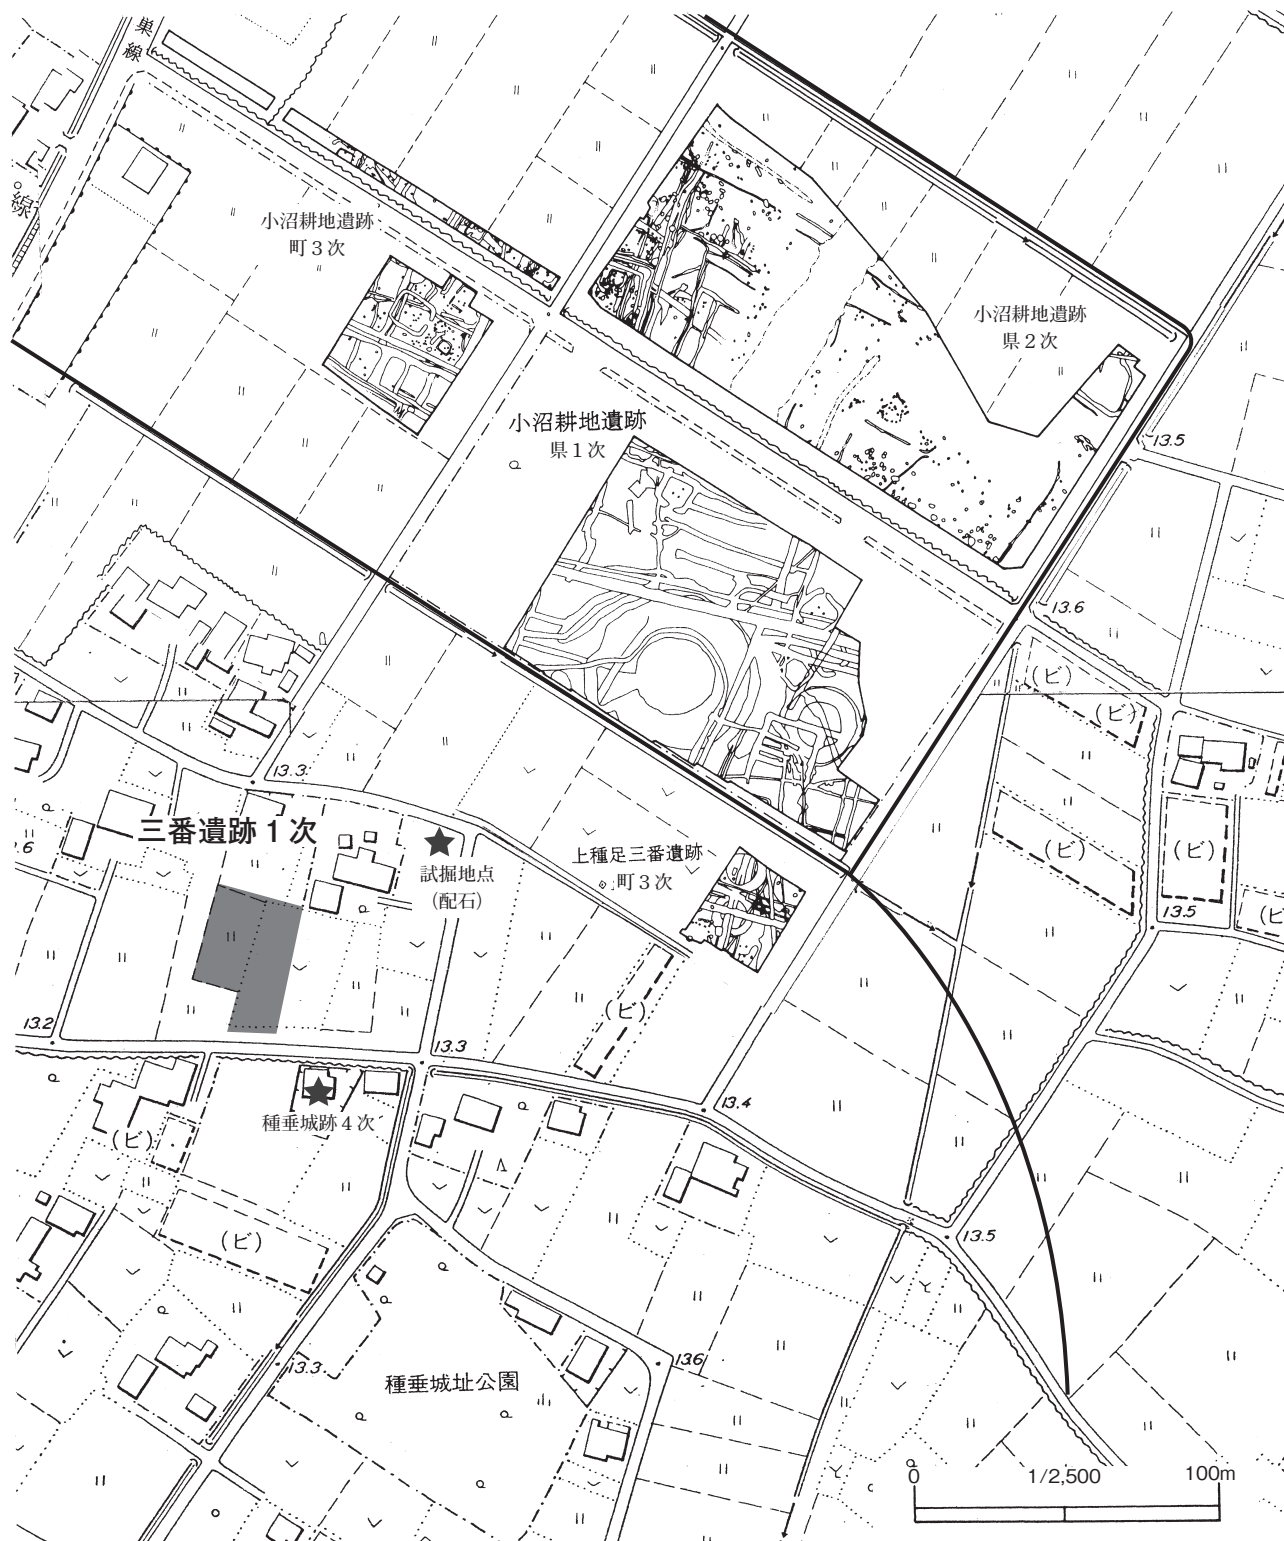 巣線
線
小沼耕地遺跡
町3次
小沼耕地遺跡
県2次
小沼耕地遺跡
県1次
13.5
13.6
(ビ)
(ビ)
13.3
三番遺跡1次
試掘地点
(配石)
上種足三番遺跡
町3次
(ビ)
(ビ)
13.5
(ビ
(ビ)
13.2
13.3
13.4
種垂城跡4次
(ビ)
(ビ)
13.5
13.3
13.6
種垂城址公園
0
1/2,500
100m